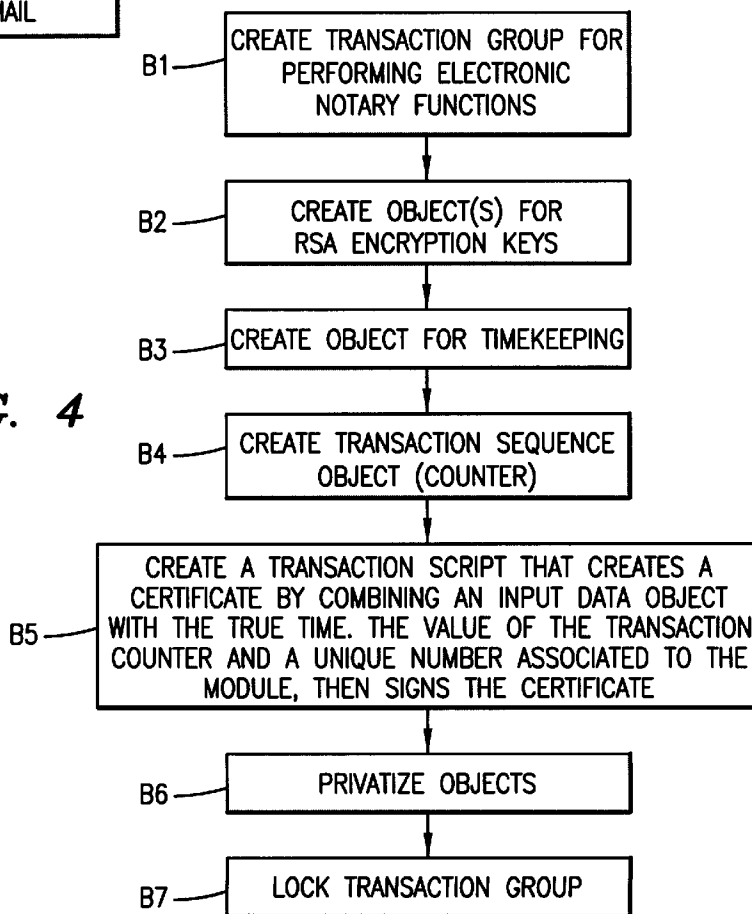 MAIL
B1
CREATE TRANSACTION GROUP FOR
PERFORMING ELECTRONIC
NOTARY FUNCTIONS
B2
CREATE OBJECT(S) FOR
RSA ENCRYPTION KEYS
B3
CREATE OBJECT FOR TIMEKEEPING
G. 4
B4
CREATE TRANSACTION SEQUENCE
OBJECT (COUNTER)
B5
CREATE A TRANSACTION SCRIPT THAT CREATES A
CERTIFICATE BY COMBINING AN INPUT DATA OBJECT
WITH THE TRUE TIME. THE VALUE OF THE TRANSACTION
COUNTER AND A UNIQUE NUMBER ASSOCIATED TO THE
MODULE, THEN SIGNS THE CERTIFICATE
B6
PRIVATIZE OBJECTS
B7
LOCK TRANSACTION GROUP